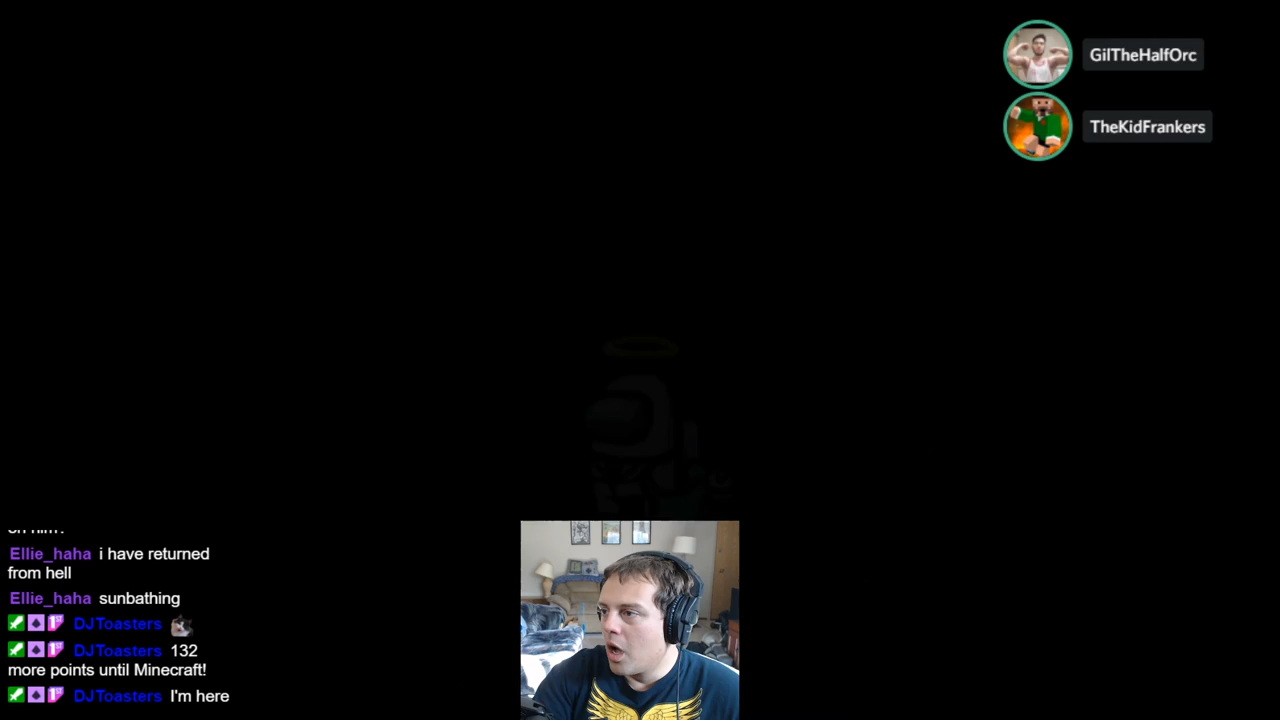 GilTheHalfOrc
TheKidFrankers
Ellie_haha i have returned
from hell
Ellie_haha sunbathing
DJToasters
DJToasters 132
more points until Minecraft!
DJToasters I'm here